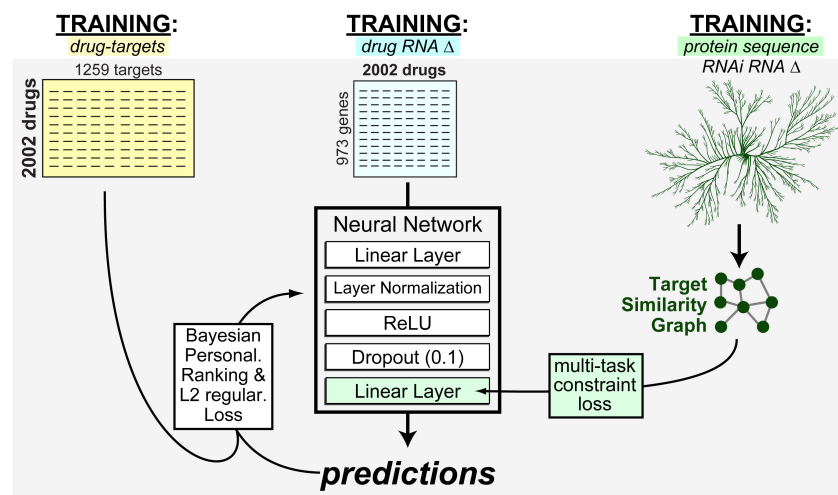 TRAINING:
drug-targets
1259 targets
2002 drugs
TRAINING:
drug RNA Δ
2002 drugs
973 genes
TRAINING:
protein sequence
RNAi RNA Δ
Neural Network
Linear Layer
Layer Normalization
ReLU
Dropout (0.1)
Linear Layer
Target
Similarity
Graph
Bayesian
Personal.
Ranking &
L2 regular.
Loss
multi-task
constraint
loss
predictions